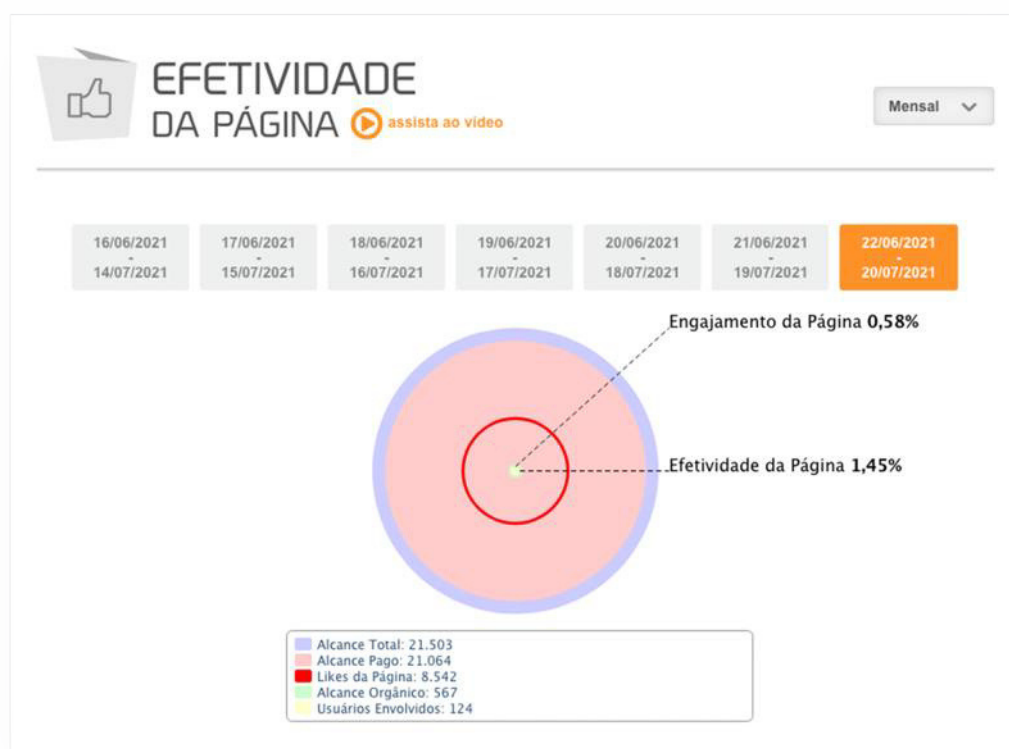 EFETIVIDADE
DA PÁGINA assista ao video
Mensal
16/06/2021
-
14/07/2021
17/06/2021
-
15/07/2021
18/06/2021
-
16/07/2021
19/06/2021
-
17/07/2021
20/06/2021
-
18/07/2021
21/06/2021
-
19/07/2021
22/06/2021
-
20/07/2021
Engajamento da Página 0,58%
Efetividade da Página 1,45%
Alcance Total: 21.503
Alcance Pago: 21.064
Likes da Página: 8.542
Alcance Orgânico: 567
Usuários Envolvidos: 124